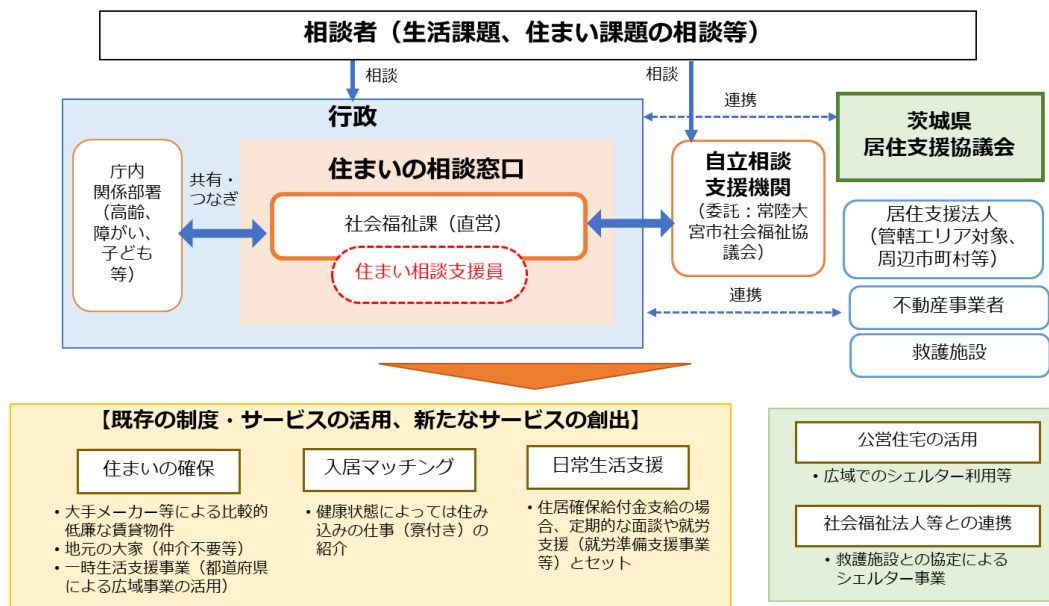 相談者（生活課題、住まい課題の相談等）
相談
相談
行政
連携
茨城県
居住支援協議会
庁内
関係部署
（高齢、
障がい、
子ども
等）
共有・
つなぎ
住まいの相談窓口
社会福祉課（直営）
住まい相談支援員
自立相談
支援機関
（委託：常陸大
宮市社会福祉協
議会）
居住支援法人
（管轄エリア対象、
周辺市町村等）
連携
不動産事業者
救護施設
【既存の制度・サービスの活用、新たなサービスの創出】
住まいの確保
・大手メーカー等による比較的
低廉な賃貸物件
・地元の大家（仲介不要等）
・一時生活支援事業（都道府県
による広域事業の活用）
入居マッチング
・健康状態によっては住み
込みの仕事（寮付き）の
紹介
日常生活支援
・住居確保給付金支給の場
合、定期的な面談や就労
支援（就労準備支援事業
等）とセット
公営住宅の活用
・広域でのシェルター利用等
社会福祉法人等との連携
・救護施設との協定による
シェルター事業